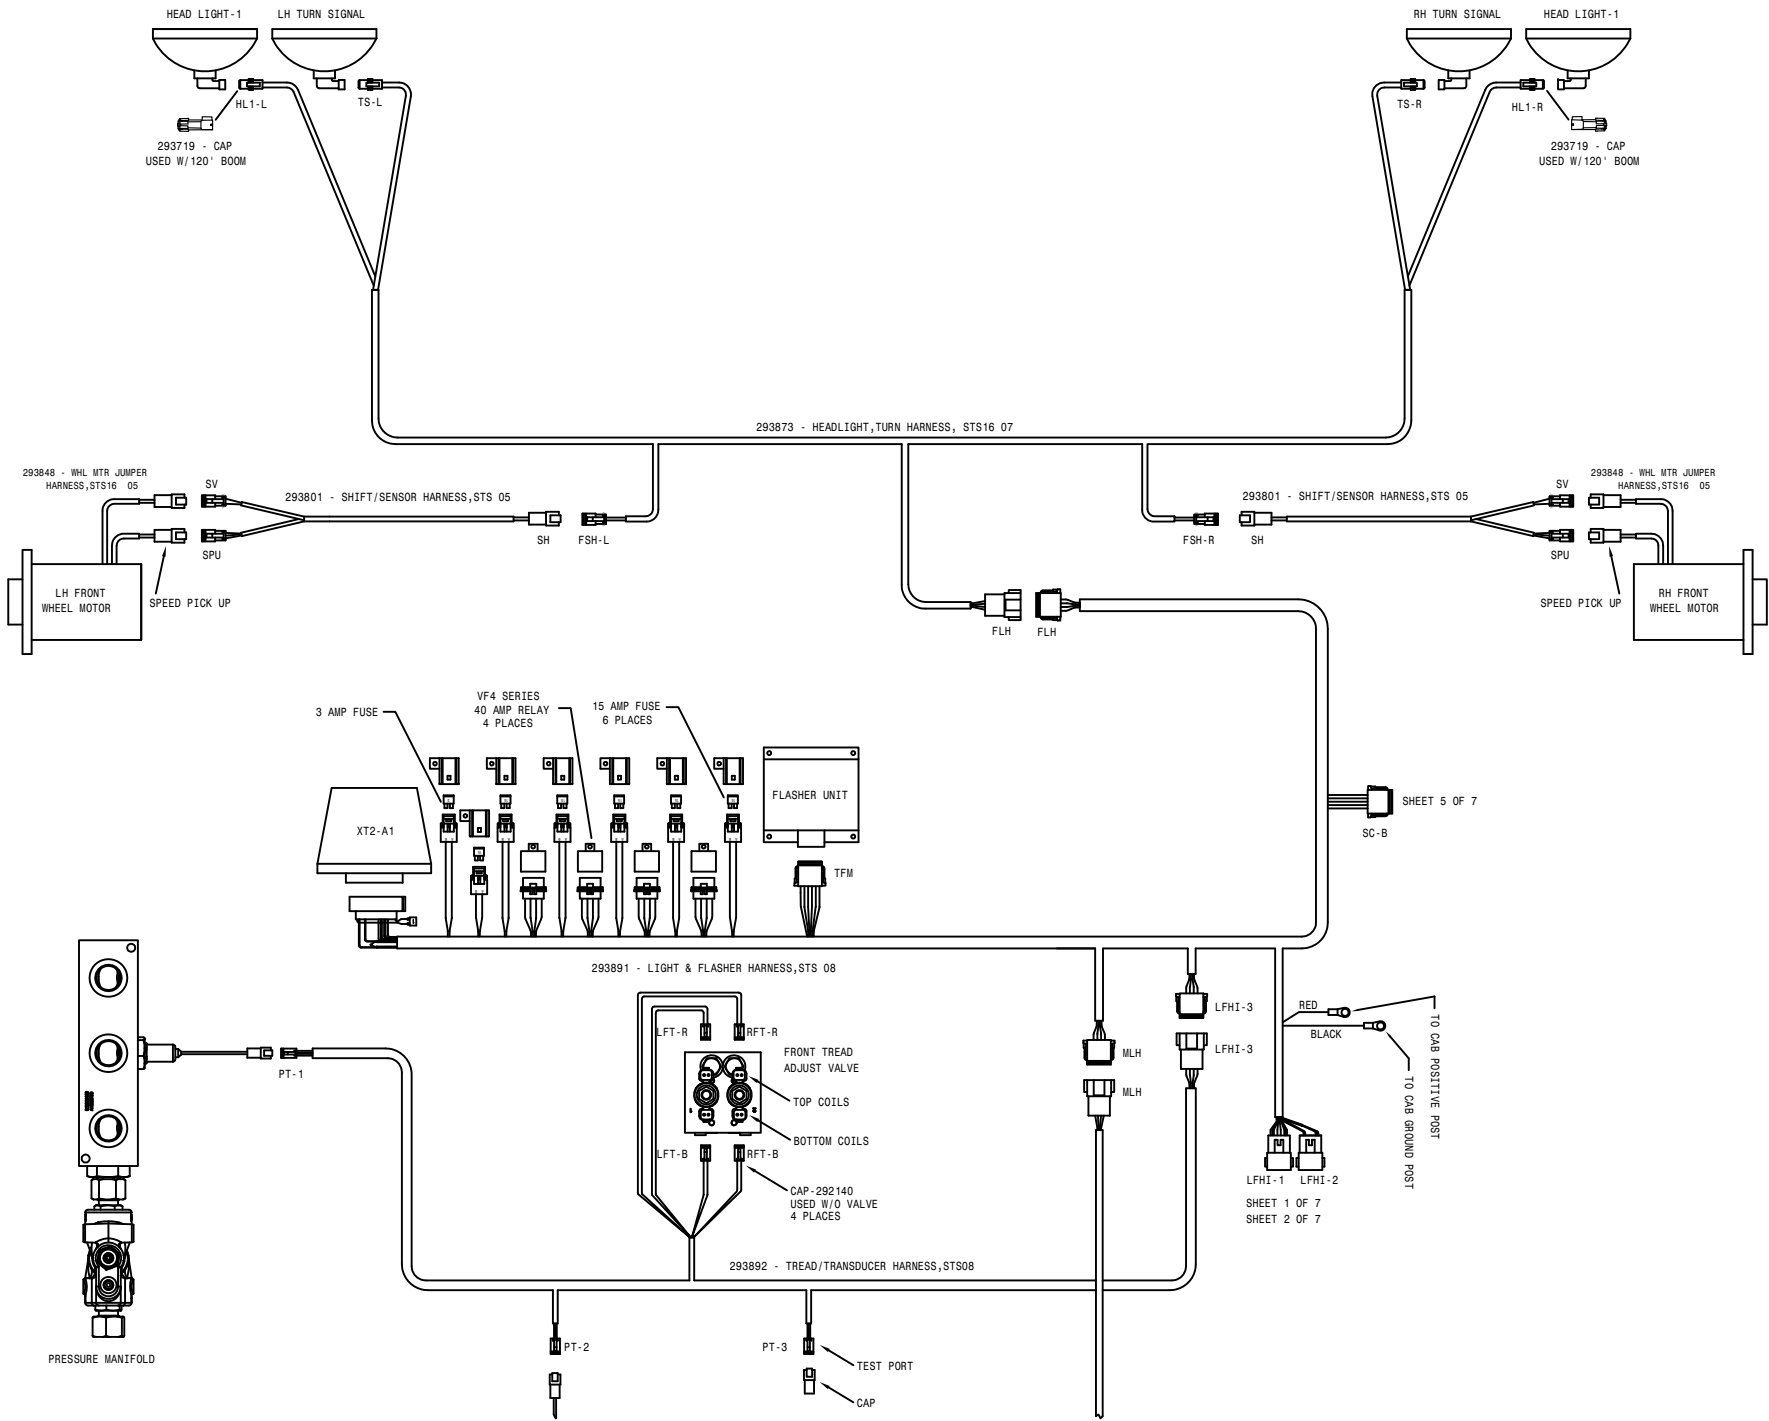 HEAD LIGHT-1
LH TURN SIGNAL
RH TURN SIGNAL
HEAD LIGHT-1
HL1-L
TS-L
TS-R
HL1-R
293719 - CAP
USED W/120' BOOM
293719 - CAP
USED W/120' BOOM
293873 - HEADLIGHT,TURN HARNESS, STS16 07
293848 - WHL MTR JUMPER
HARNESS,STS16 05
SV
293801 - SHIFT/SENSOR HARNESS,STS 05
SH
FSH-L
SPU
LH FRONT
WHEEL MOTOR
SPEED PICK UP
293848 - WHL MTR JUMPER
HARNESS,STS16 05
SV
293801 - SHIFT/SENSOR HARNESS,STS 05
FSH-R
SH
SPU
SPEED PICK UP
RH FRONT
WHEEL MOTOR
FLH
FLH
3 AMP FUSE
VF4 SERIES
40 AMP RELAY
4 PLACES
15 AMP FUSE
6 PLACES
XT2-A1
FLASHER UNIT
TFM
SHEET 5 OF 7
SC-B
293891 - LIGHT & FLASHER HARNESS,STS 08
LFT-R
RFT-R
FRONT TREAD
ADJUST VALVE
TOP COILS
BOTTOM COILS
LFT-B
RFT-B
CAP-292140
USED W/O VALVE
4 PLACES
MLH
MLH
LFHI-3
LFHI-3
RED
BLACK
TO CAB POSITIVE POST
TO CAB GROUND POST
LFHI-1
LFHI-2
SHEET 1 OF 7
SHEET 2 OF 7
PT-1
293892 - TREAD/TRANSDUCER HARNESS,STS08
PT-2
PT-3
TEST PORT
CAP
PRESSURE MANIFOLD